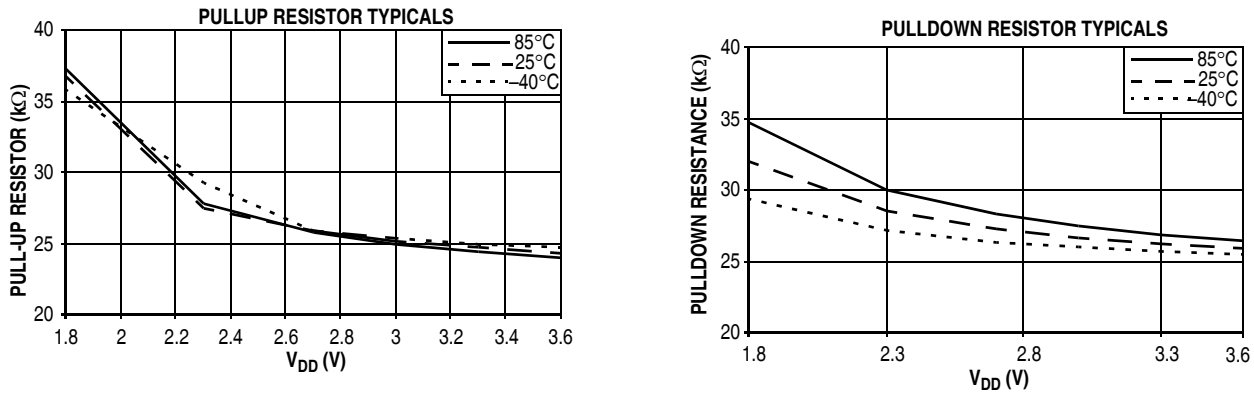 PULLUP RESISTOR TYPICALS
PULL-UP RESISTOR (kΩ)
40
35
30
25
20
85°C
25°C
–40°C
1.8 2 2.2 2.4 2.6 2.8 3 3.2 3.4 3.6
VDD (V)
PULLDOWN RESISTOR TYPICALS
PULLDOWN RESISTANCE (kΩ)
40
35
30
25
20
85°C
25°C
–40°C
1.8 2.3 2.8 3.3 3.6
VDD (V)